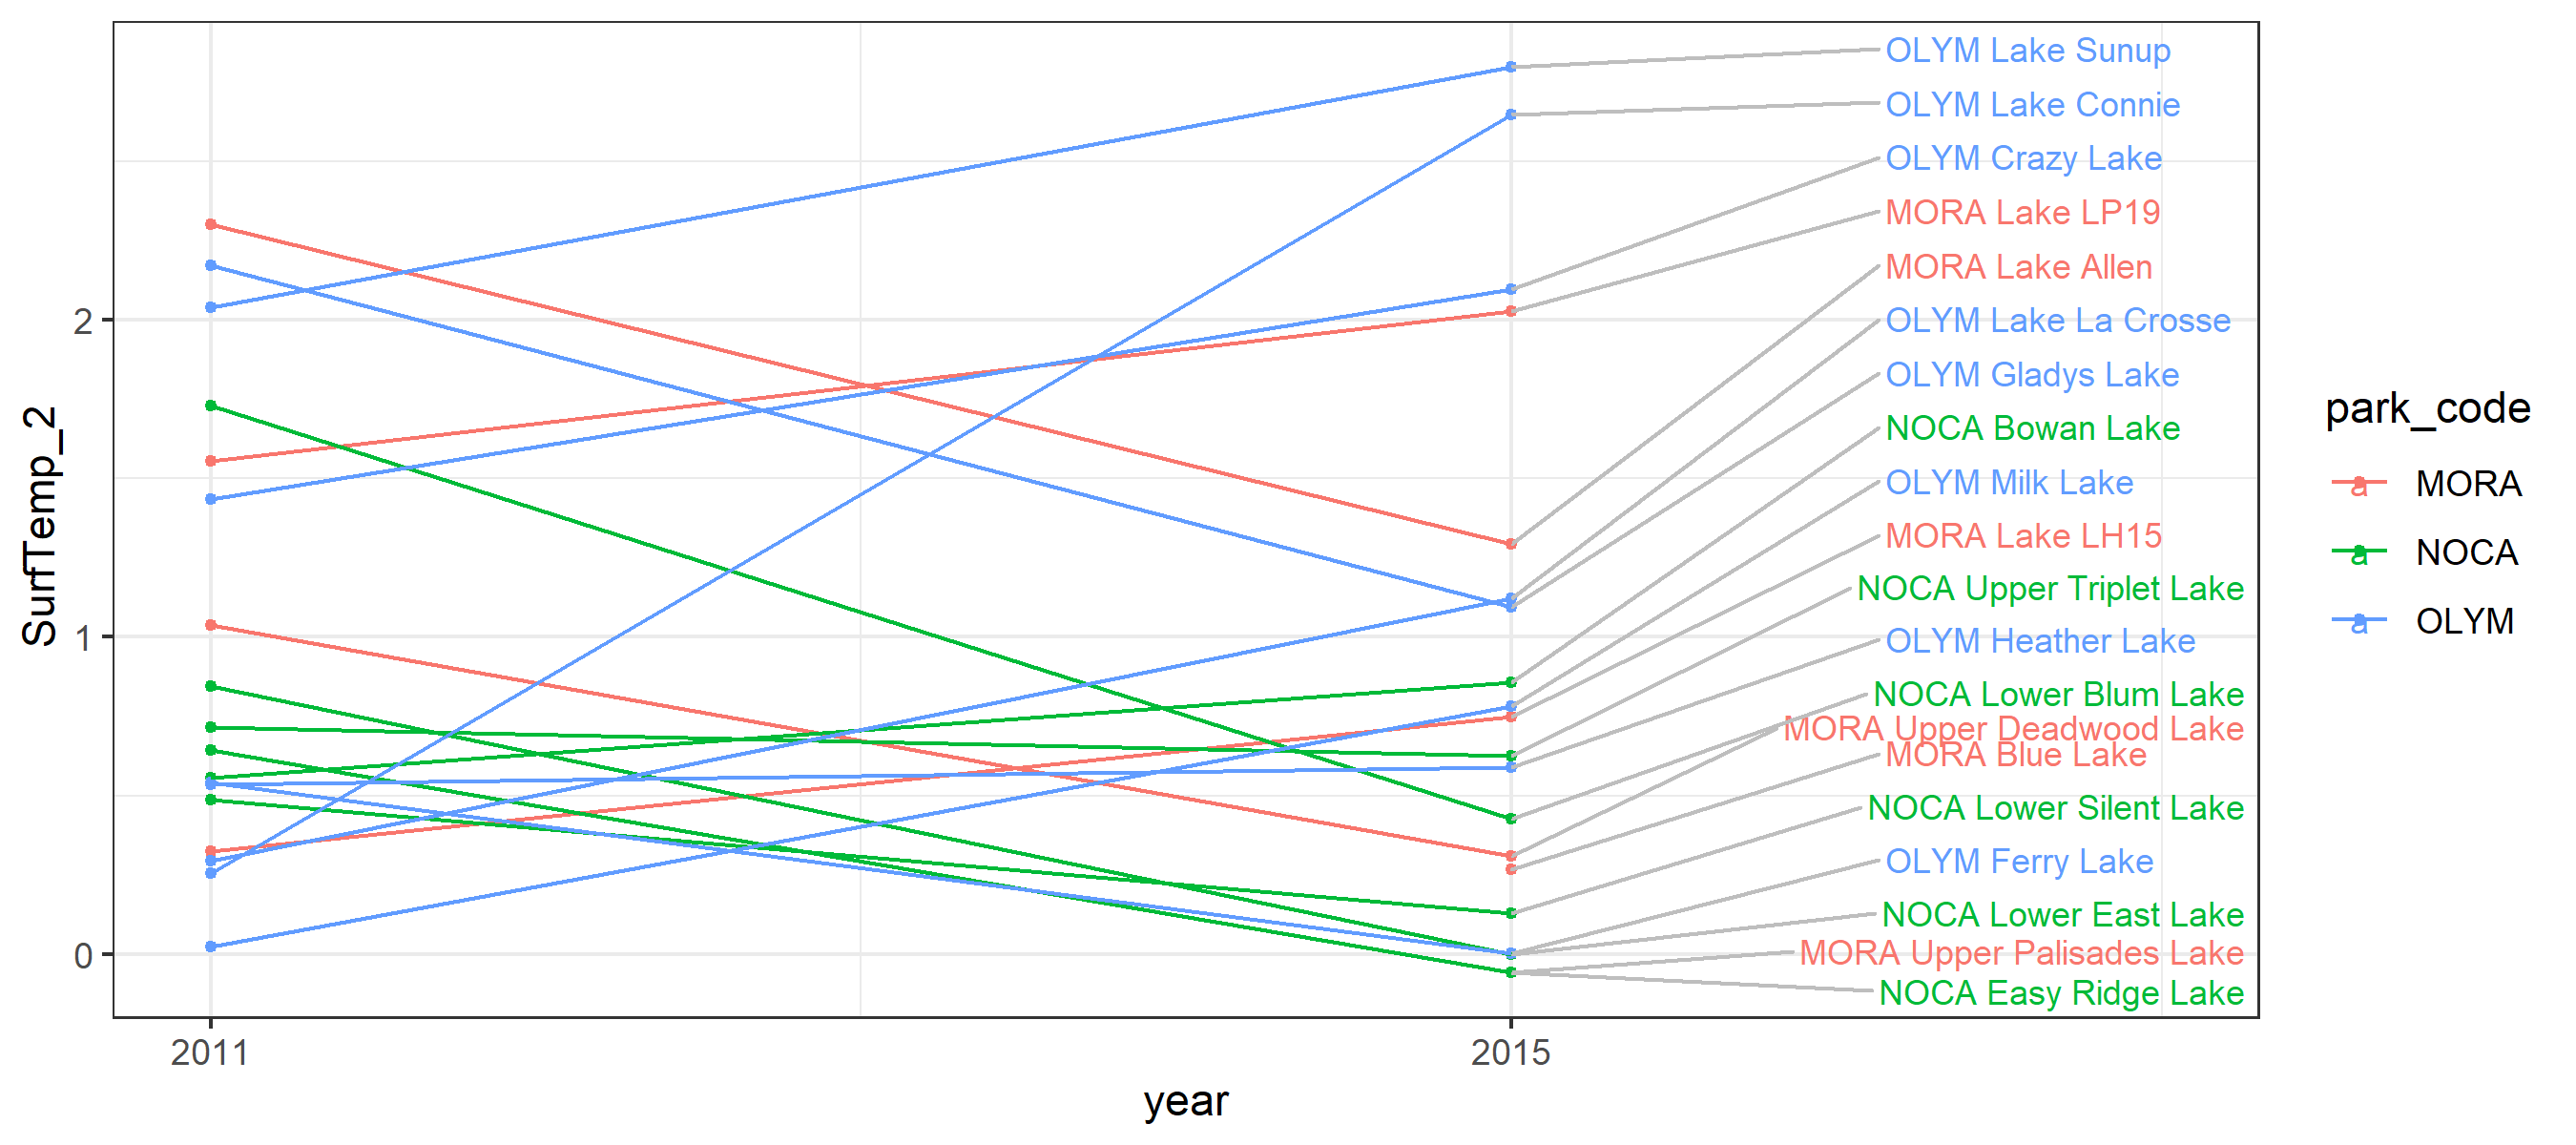 OLYM Lake Sunup
OLYM Lake Connie
OLYM Crazy Lake
MORA Lake LP19
MORA Lake Allen
OLYM Lake La Crosse
OLYM Gladys Lake
NOCA Bowan Lake
OLYM Milk Lake
MORA Lake LH15
NOCA Upper Triplet Lake
OLYM Heather Lake
NOCA Lower Blum Lake
MORA Upper Deadwood Lake
MORA Blue Lake
NOCA Lower Silent Lake
OLYM Ferry Lake
NOCA Lower East Lake
MORA Upper Palisades Lake
NOCA Easy Ridge Lake
2
1
0
SurfTemp_2
2011
2015
year
park_code
a MORA
a NOCA
a OLYM